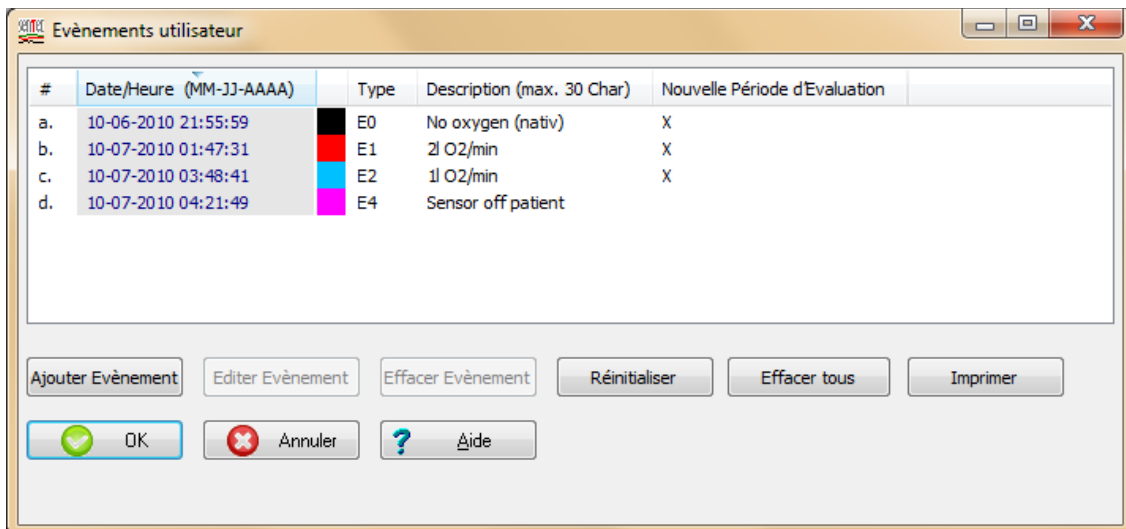 sentec Evènements utilisateur
# Date/Heure (MM-JJ-AAAA) Type Description (max. 30 Char) Nouvelle Période d'Evaluation
a. 10-06-2010 21:55:59 E0 No oxygen (nativ) X
b. 10-07-2010 01:47:31 E1 2l O2/min X
c. 10-07-2010 03:48:41 E2 1l O2/min X
d. 10-07-2010 04:21:49 E4 Sensor off patient
Ajouter Evènement Editer Evènement Effacer Evènement Réinitialiser Effacer tous Imprimer
OK Annuler ? Aide